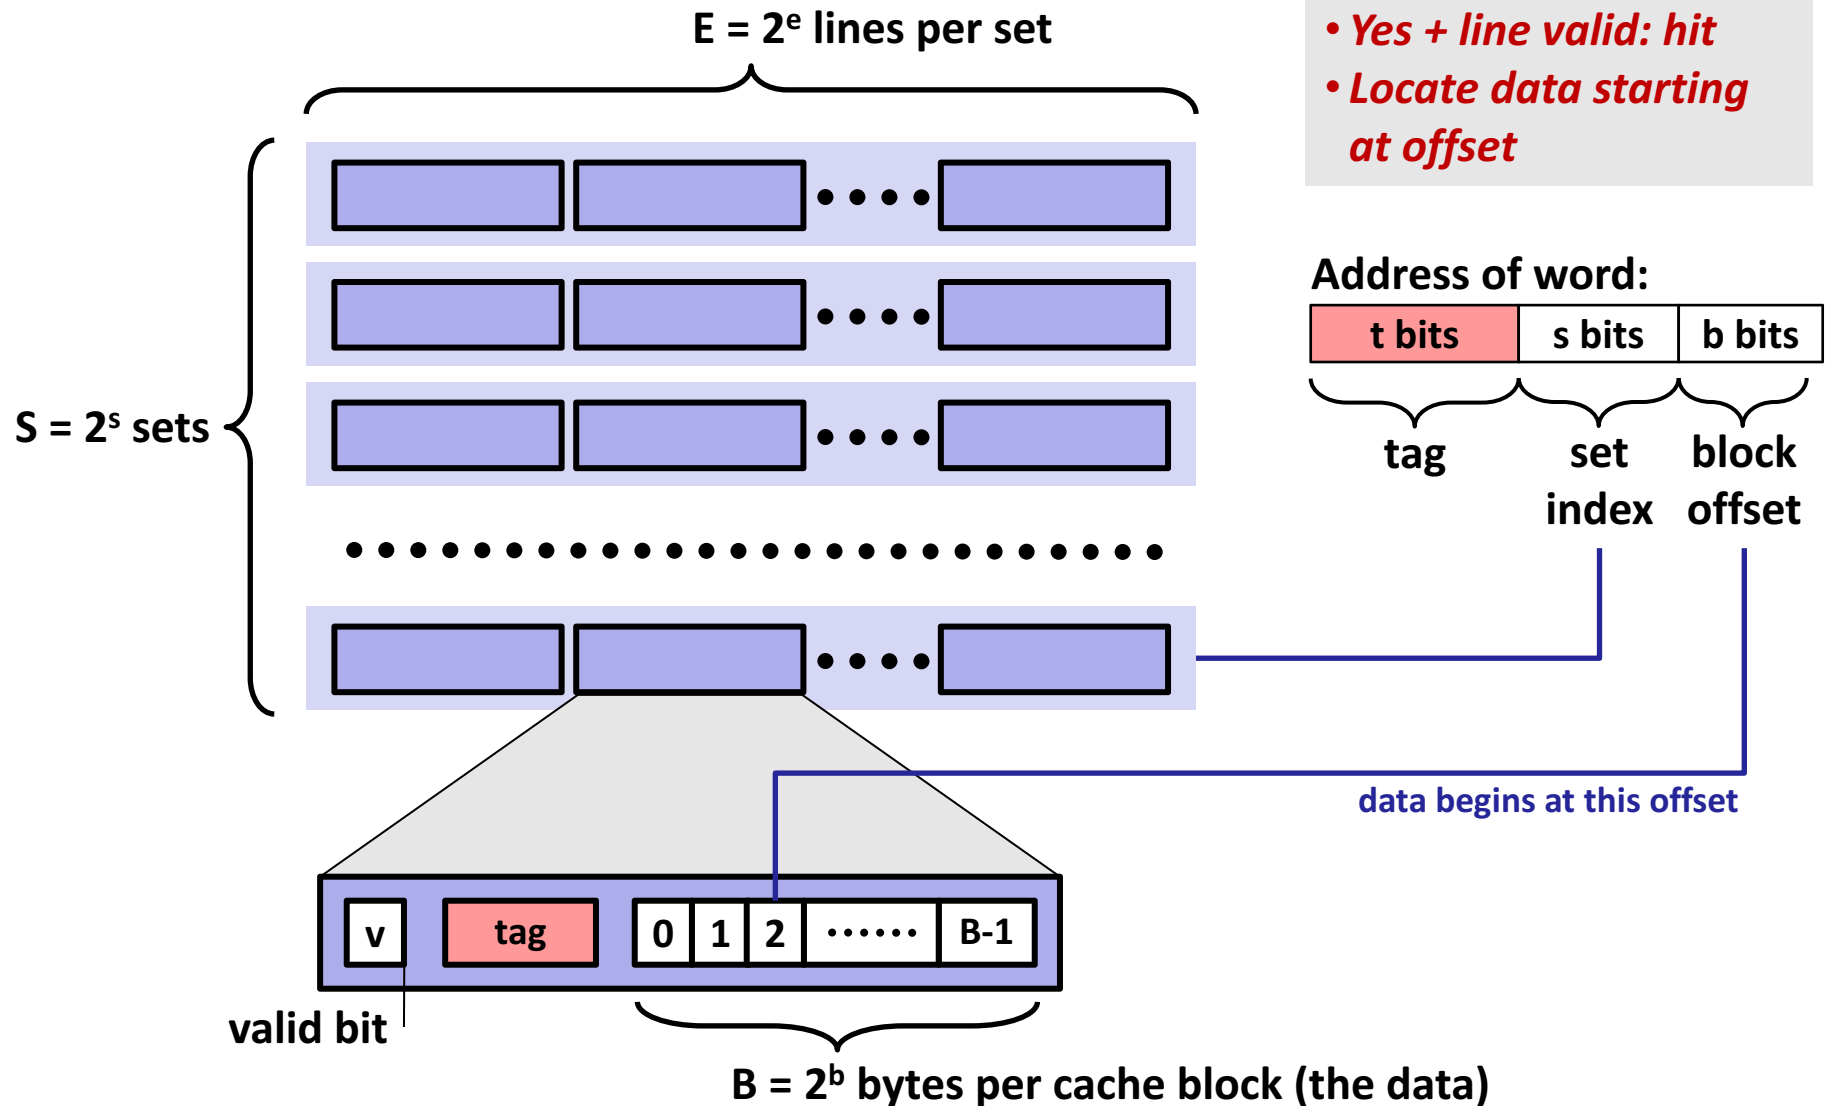 E = 2ᵉ lines per set
• Yes + line valid: hit
• Locate data starting
at offset
Address of word:
t bits s bits b bits
S = 2ˢ sets
tag set block
index offset
data begins at this offset
v tag 0 1 2 ······ B-1
valid bit
B = 2ᵇ bytes per cache block (the data)